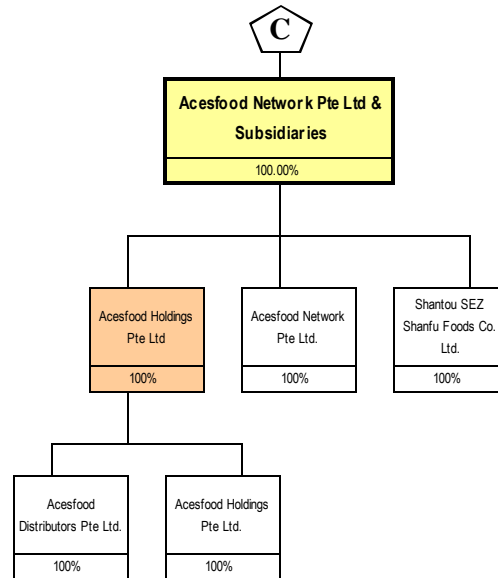 C
Acesfood Network Pte Ltd &
Subsidiaries
100.00%
Acesfood Holdings
Pte Ltd
100%
Acesfood Network
Pte Ltd.
100%
Shantou SEZ
Shanfu Foods Co.
Ltd.
100%
Acesfood
Distributors Pte Ltd.
100%
Acesfood Holdings
Pte Ltd.
100%